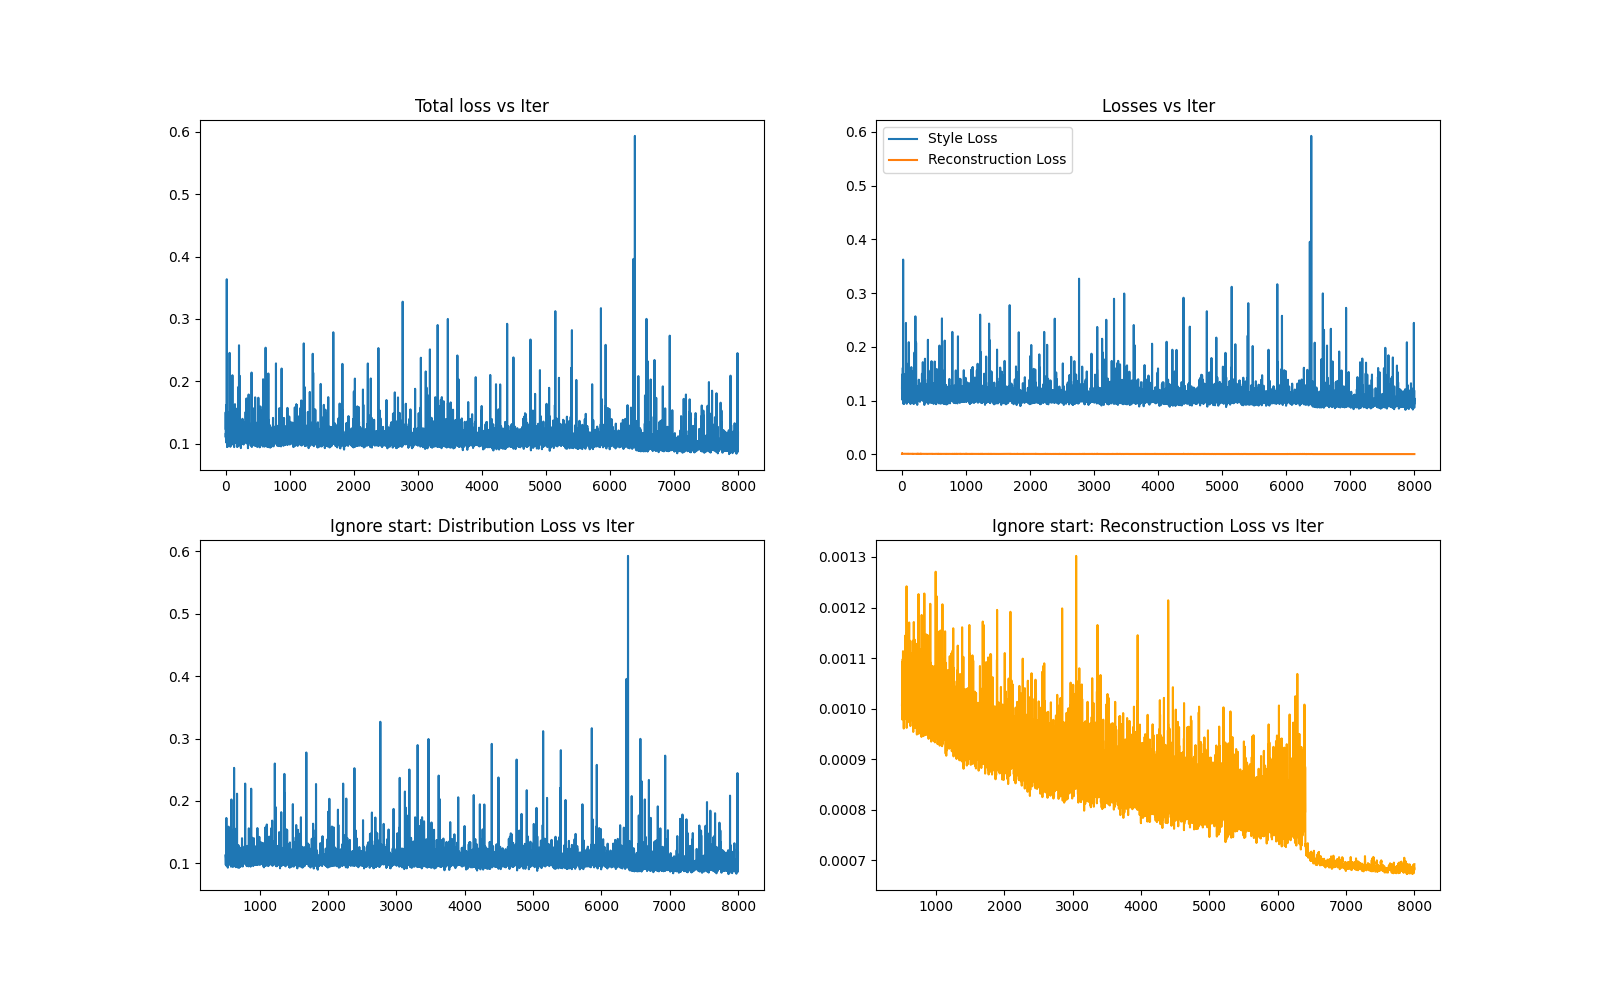 Total loss vs Iter
0.6
0.5
0.4
0.3
0.2
0.1
0 1000 2000 3000 4000 5000 6000 7000 8000
Losses vs Iter
Style Loss
Reconstruction Loss
0.6
0.5
0.4
0.3
0.2
0.1
0.0
0 1000 2000 3000 4000 5000 6000 7000 8000
Ignore start: Distribution Loss vs Iter
0.6
0.5
0.4
0.3
0.2
0.1
1000 2000 3000 4000 5000 6000 7000 8000
Ignore start: Reconstruction Loss vs Iter
0.0013
0.0012
0.0011
0.0010
0.0009
0.0008
0.0007
1000 2000 3000 4000 5000 6000 7000 8000